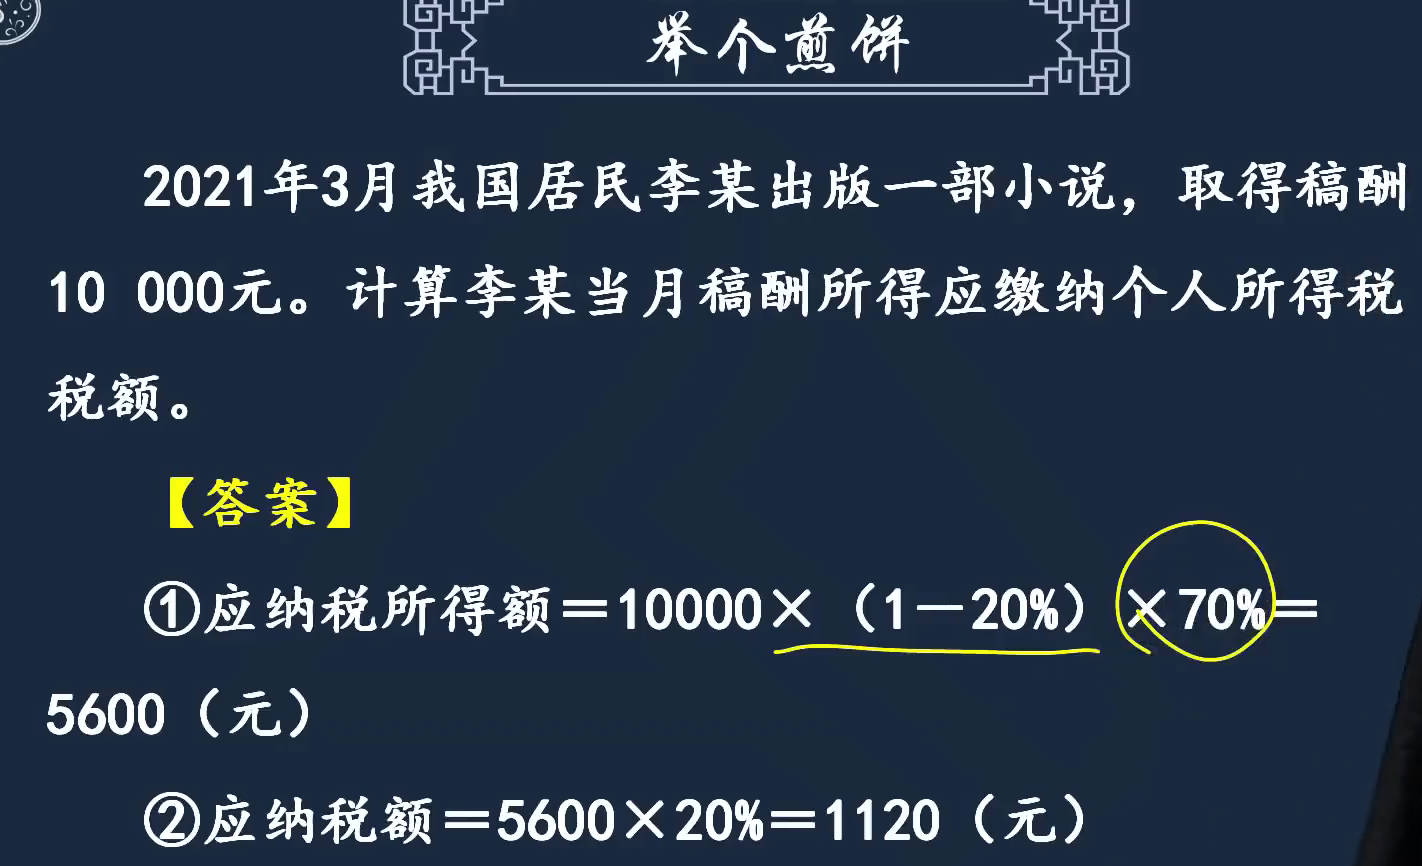 举个煎饼
2021年3月我国居民李某出版一部小说，取得稿酬
10 000元。计算李某当月稿酬所得应缴纳个人所得税
税额。
【答案】
①应纳税所得额＝10000×（1－20%）×70%＝
5600（元）
②应纳税额＝5600×20%＝1120（元）